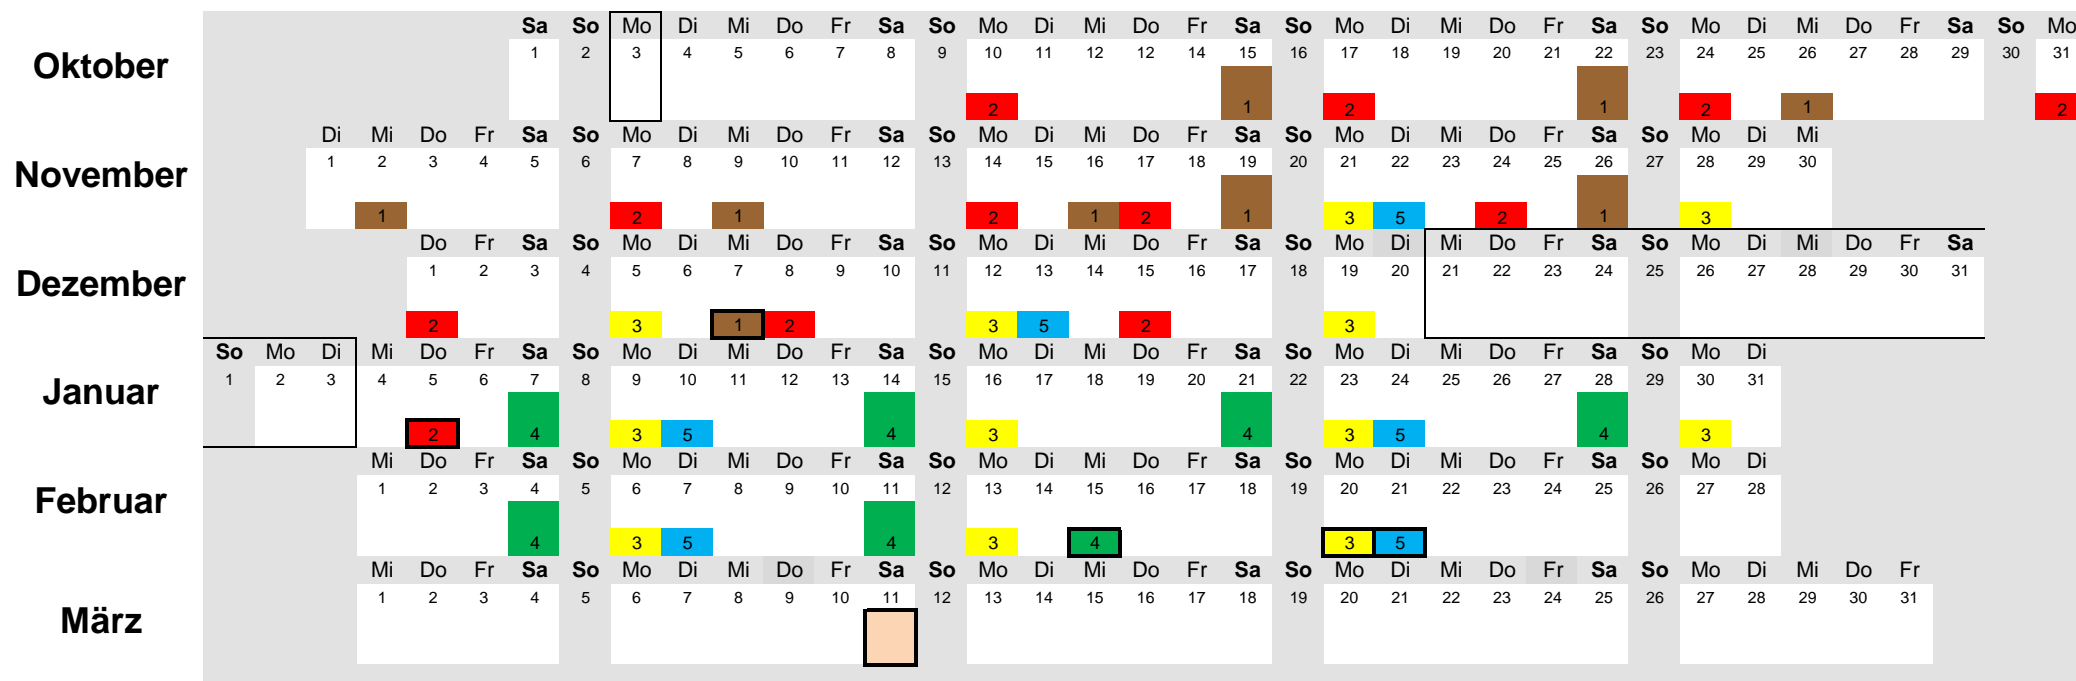 Sa So Mo Di Mi Do Fr Sa So Mo Di Mi Do Fr Sa So Mo Di Mi Do Fr Sa So Mo Di Mi Do Fr Sa So Mo
Oktober
1 2 3 4 5 6 7 8 9 10 11 12 12 14 15 16 17 18 19 20 21 22 23 24 25 26 27 28 29 30 31
2 1 2 1 2 1 2
Di Mi Do Fr Sa So Mo Di Mi Do Fr Sa So Mo Di Mi Do Fr Sa So Mo Di Mi Do Fr Sa So Mo Di Mi
November
1 2 3 4 5 6 7 8 9 10 11 12 13 14 15 16 17 18 19 20 21 22 23 24 25 26 27 28 29 30
1 2 1 2 1 2 1 3 5 2 1 3
Do Fr Sa So Mo Di Mi Do Fr Sa So Mo Di Mi Do Fr Sa So Mo Di Mi Do Fr Sa So Mo Di Mi Do Fr Sa
Dezember
1 2 3 4 5 6 7 8 9 10 11 12 13 14 15 16 17 18 19 20 21 22 23 24 25 26 27 28 29 30 31
2 3 1 2 3 5 2 3
So Mo Di Mi Do Fr Sa So Mo Di Mi Do Fr Sa So Mo Di Mi Do Fr Sa So Mo Di Mi Do Fr Sa So Mo Di
Januar
1 2 3 4 5 6 7 8 9 10 11 12 13 14 15 16 17 18 19 20 21 22 23 24 25 26 27 28 29 30 31
2 4 3 5 4 3 4 3 5 4 3
Mi Do Fr Sa So Mo Di Mi Do Fr Sa So Mo Di Mi Do Fr Sa So Mo Di Mi Do Fr Sa So Mo Di
Februar
1 2 3 4 5 6 7 8 9 10 11 12 13 14 15 16 17 18 19 20 21 22 23 24 25 26 27 28
4 3 5 4 3 4 3 5
Mi Do Fr Sa So Mo Di Mi Do Fr Sa So Mo Di Mi Do Fr Sa So Mo Di Mi Do Fr Sa So Mo Di Mi Do Fr
März
1 2 3 4 5 6 7 8 9 10 11 12 13 14 15 16 17 18 19 20 21 22 23 24 25 26 27 28 29 30 31